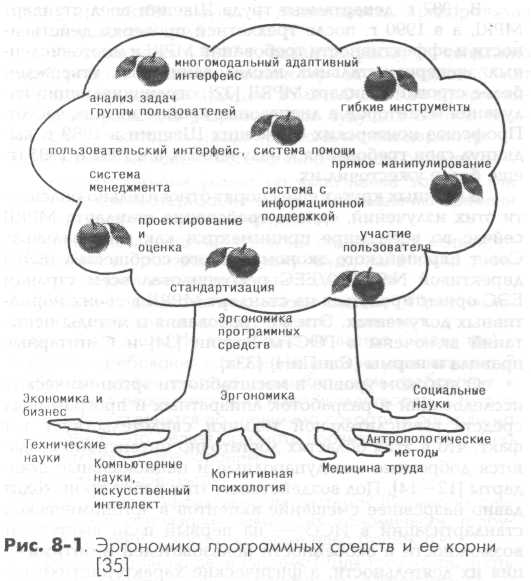 многомодальный адаптивный
интерфейс
анализ задач
группы пользователей
гибкие инструменты
пользовательский интерфейс, система помощи
прямое манипулирование
система
менеджмента
система с
информационной
поддержкой
проектирование
и
оценка
участие
пользователя
стандартизация
Эргономика
программных
средств
Экономика и
бизнес
Эргономика
Социальные
науки
Технические
науки
Антропологические
методы
Компьютерные
науки,
искусственный
интеллект
Когнитивная
психология
Медицина труда
Рис. 8-1. Эргономика программных средств и ее корни
[35]